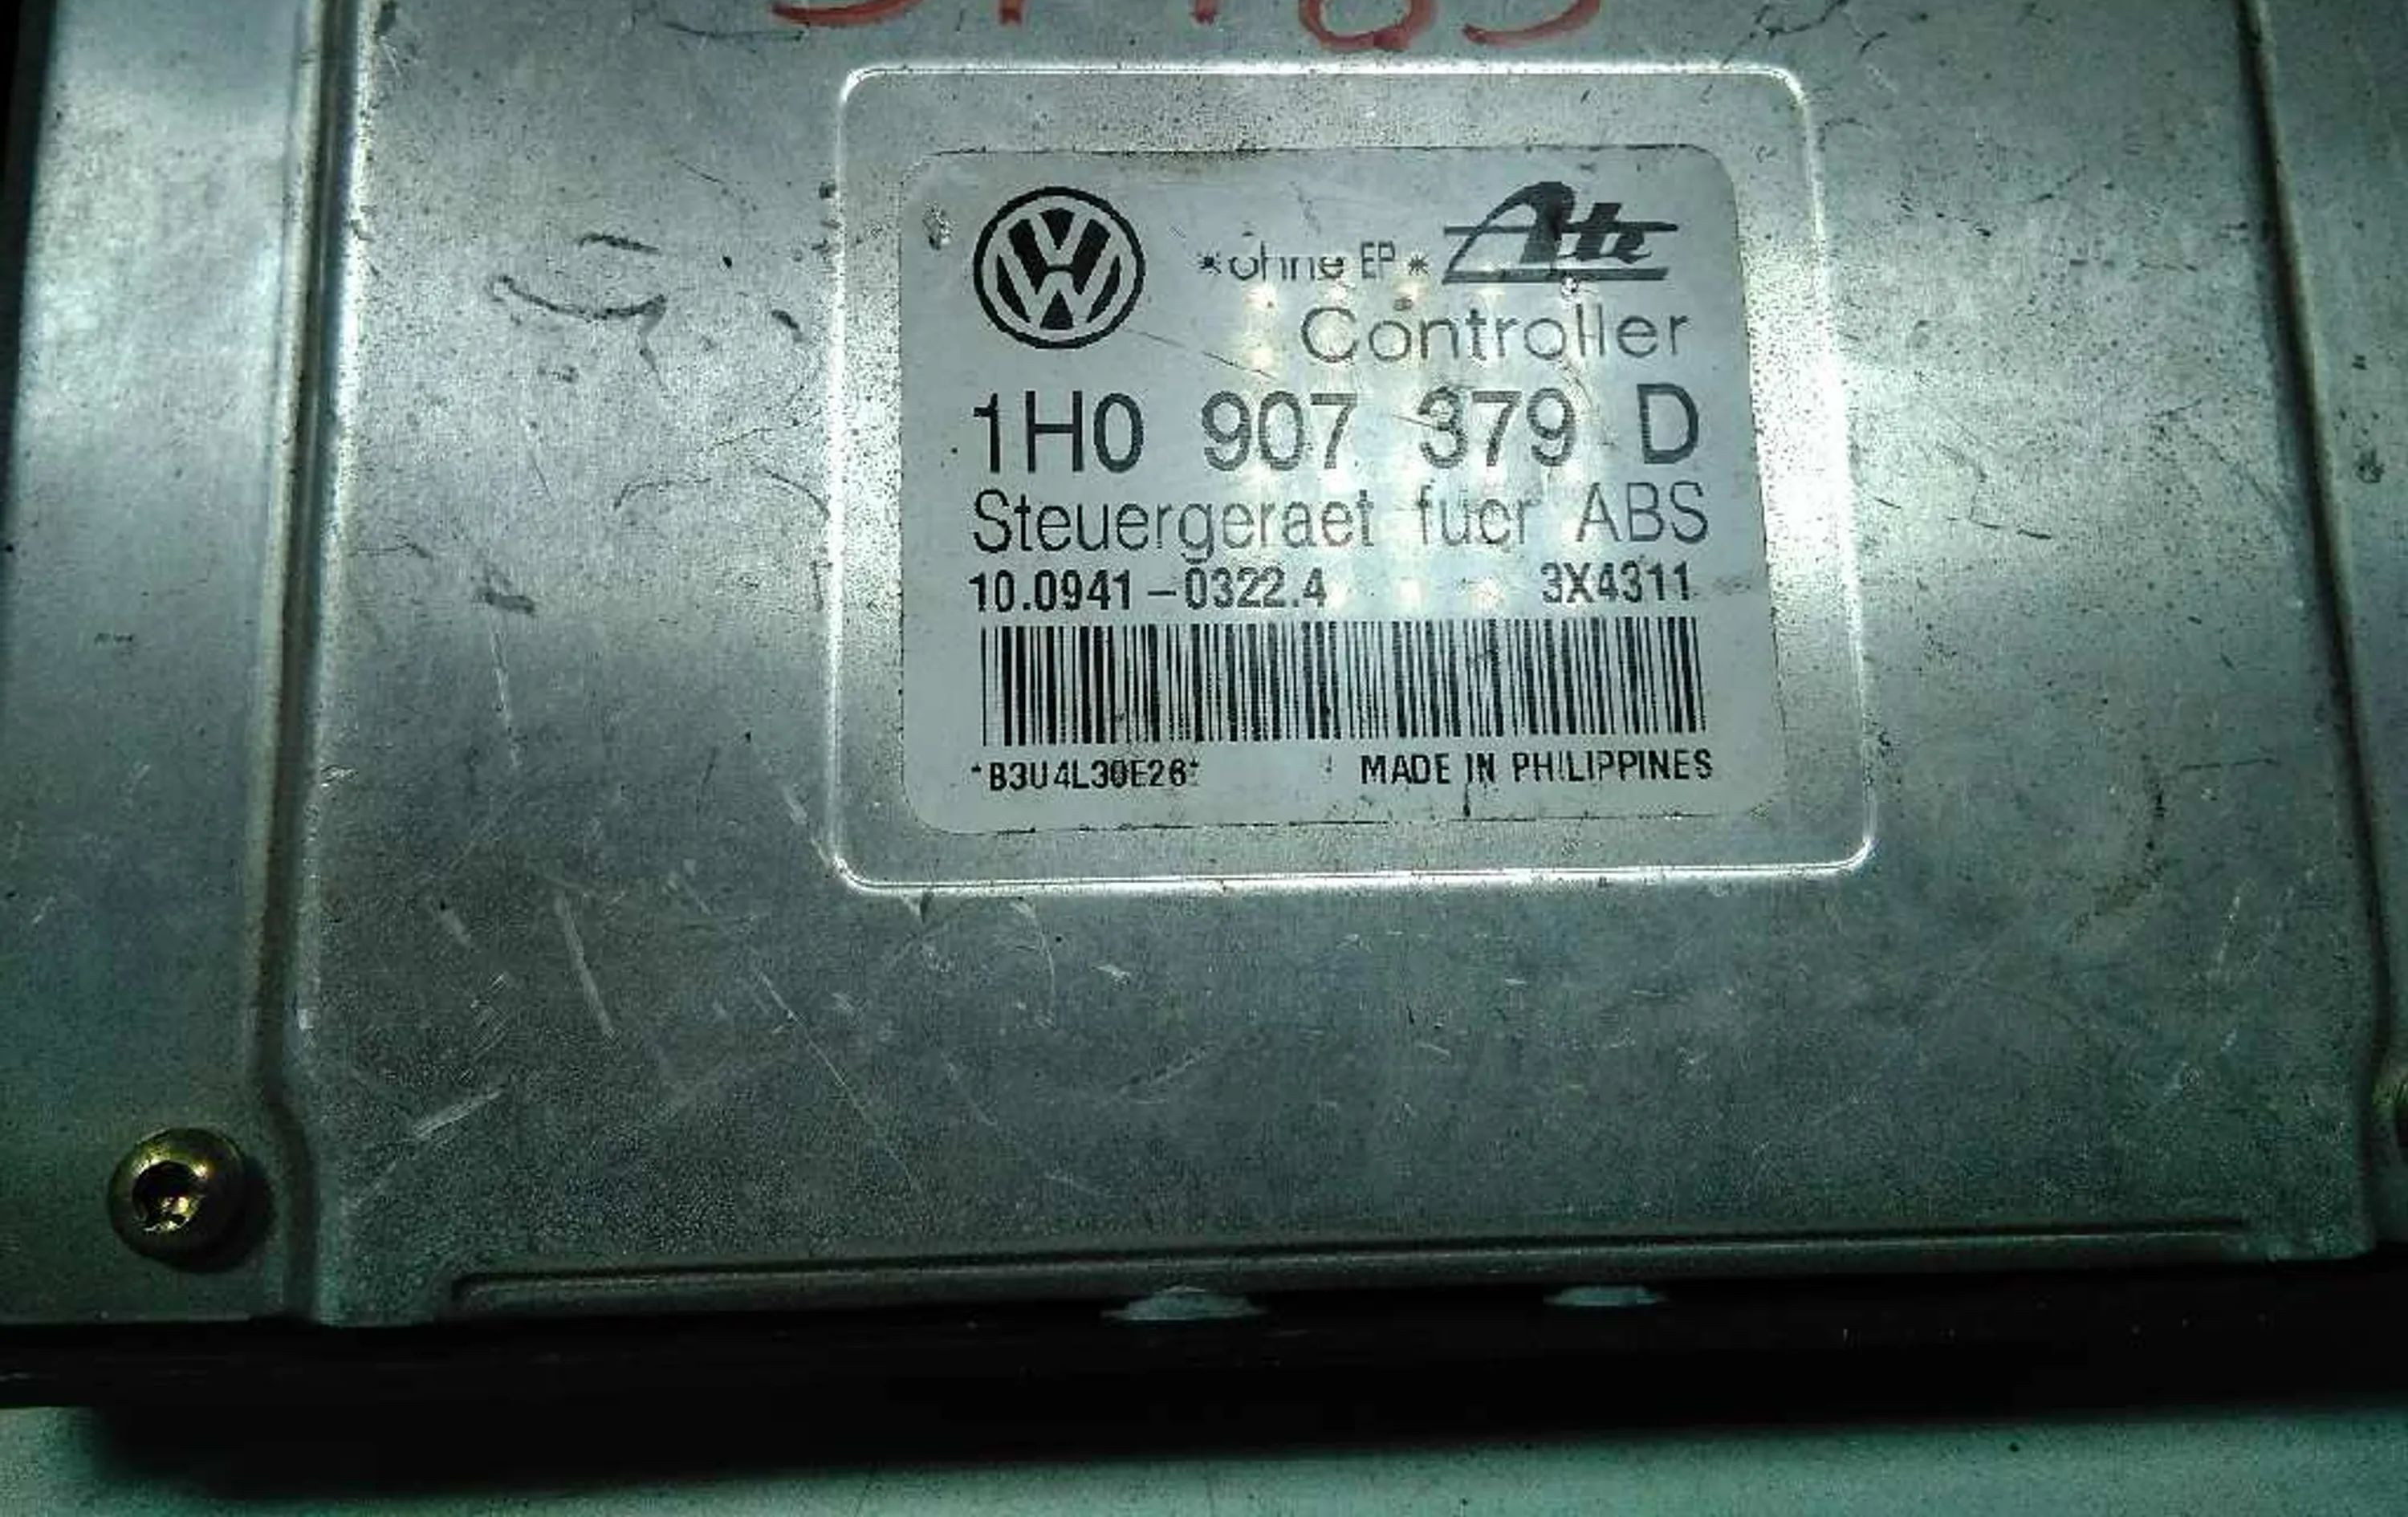 *ohne EP* Ate
Controller
1H0 907 379 D
Steuergeraet fuer ABS
10.0941-0322.4 3X4311
*B3U4L30E26* MADE IN PHILIPPINES